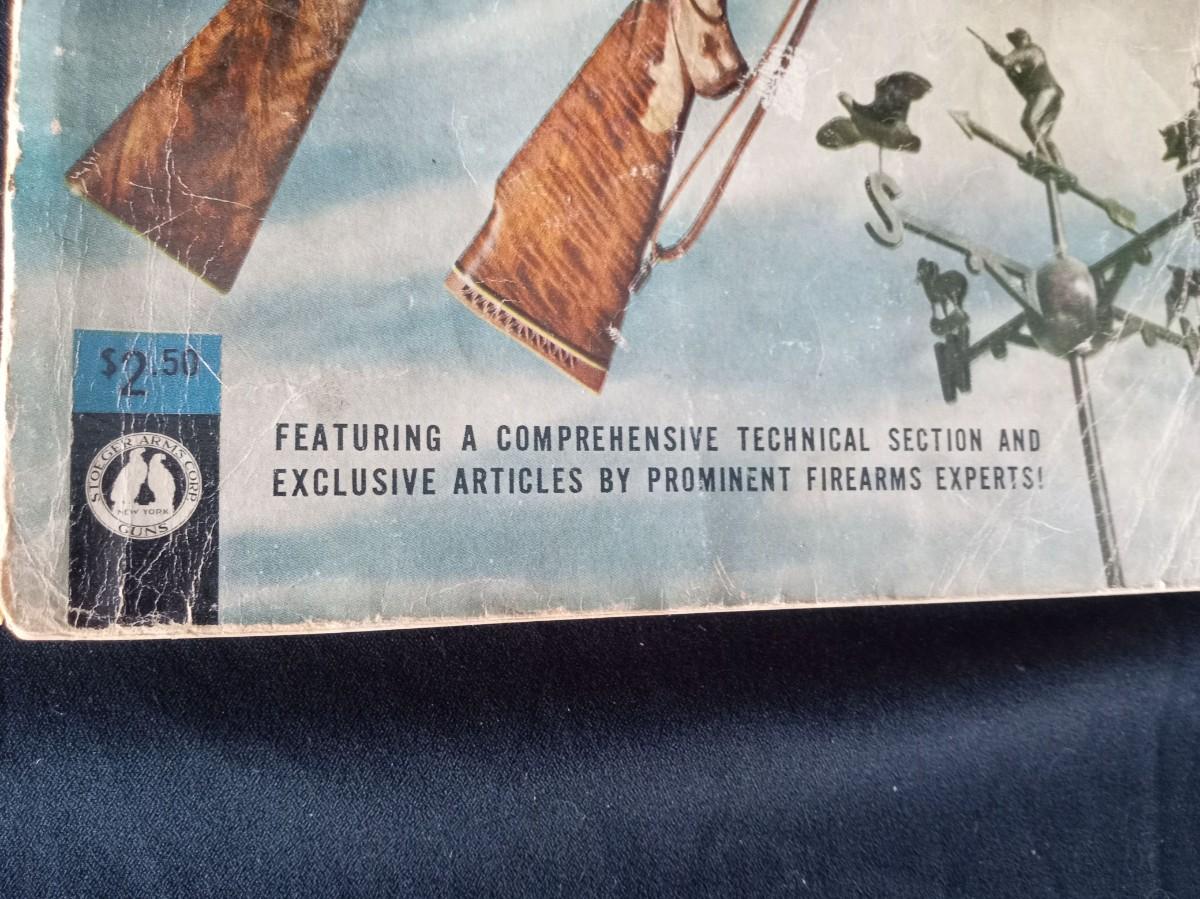 S
$2.50
STOEGER ARMS CORP.
NEW YORK
GUNS
FEATURING A COMPREHENSIVE TECHNICAL SECTION AND
EXCLUSIVE ARTICLES BY PROMINENT FIREARMS EXPERTS!